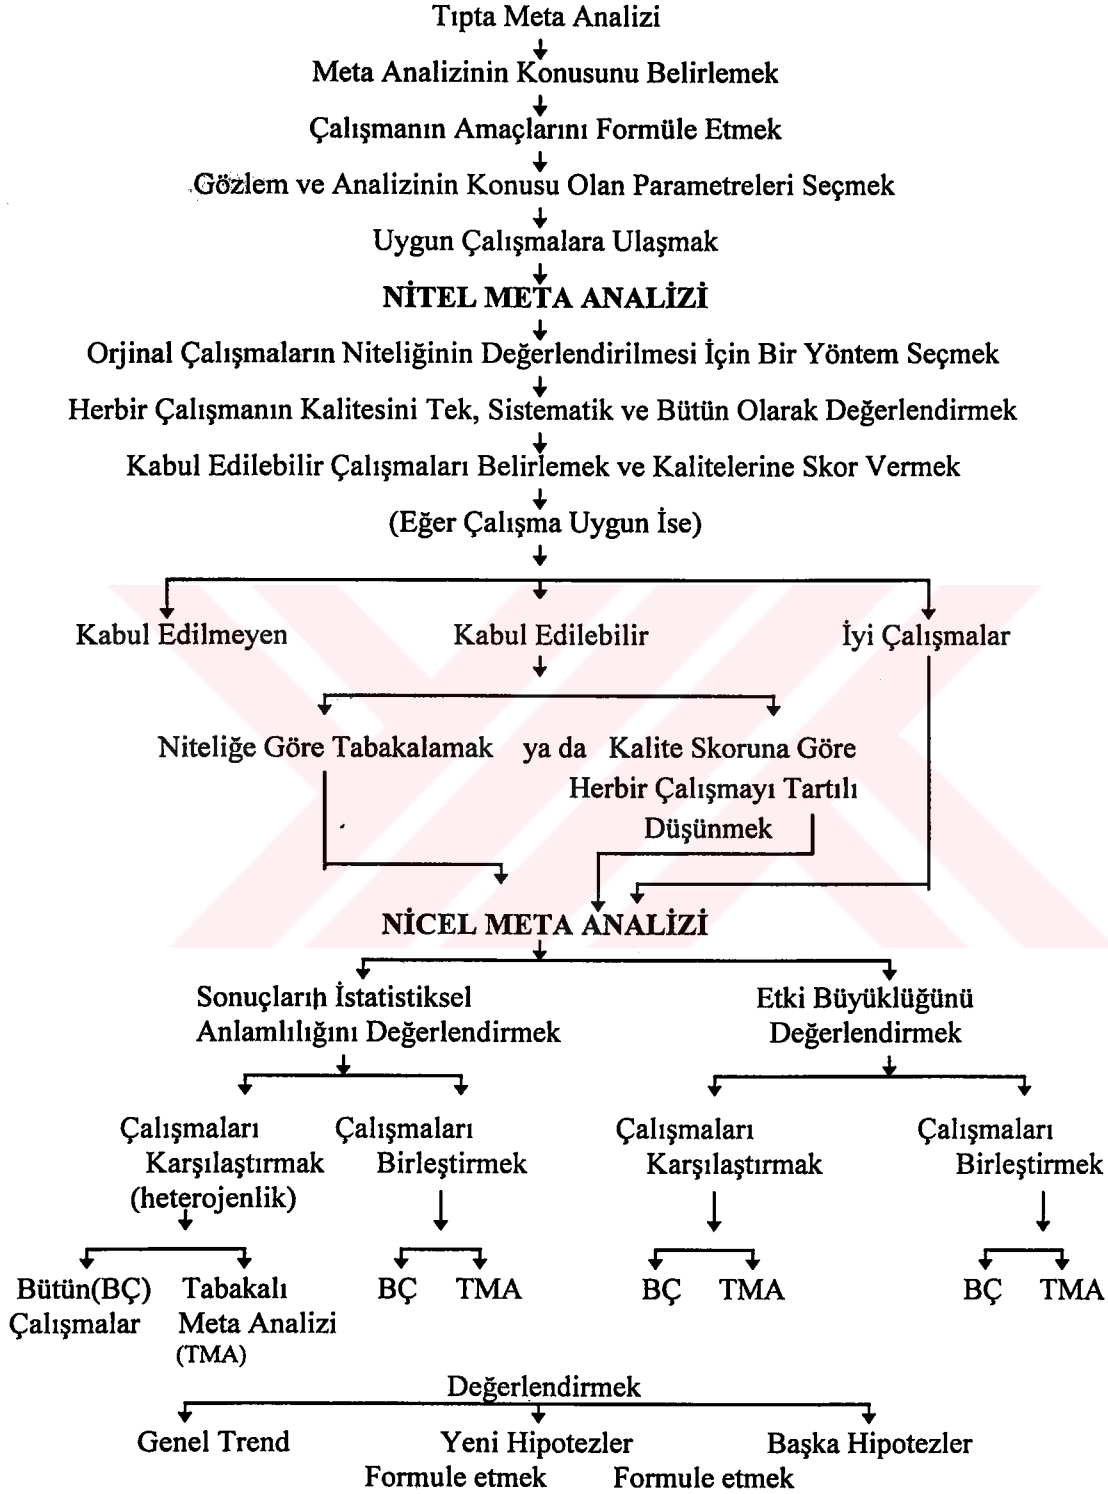 Tıpta Meta Analizi
Meta Analizinin Konusunu Belirlemek
Çalışmanın Amaçlarını Formüle Etmek
Gözlem ve Analizinin Konusu Olan Parametreleri Seçmek
Uygun Çalışmalara Ulaşmak
NİTEL META ANALİZİ
Orjinal Çalışmaların Niteliğinin Değerlendirilmesi İçin Bir Yöntem Seçmek
Herbir Çalışmanın Kalitesini Tek, Sistematik ve Bütün Olarak Değerlendirmek
Kabul Edilebilir Çalışmaları Belirlemek ve Kalitelerine Skor Vermek
(Eğer Çalışma Uygun İse)
Kabul Edilmeyen Kabul Edilebilir İyi Çalışmalar
Niteliğe Göre Tabakalamak ya da Kalite Skoruna Göre
Herbir Çalışmayı Tartılı
Düşünmek
NİCEL META ANALİZİ
Sonuçların İstatistiksel Etki Büyüklüğünü
Anlamlılığını Değerlendirmek Değerlendirmek
Çalışmaları Çalışmaları Çalışmaları Çalışmaları
Karşılaştırmak Birleştirmek Karşılaştırmak Birleştirmek
(heterojenlik)
Bütün(BÇ) Tabakalı BÇ TMA BÇ TMA BÇ TMA
Çalışmalar Meta Analizi
(TMA)
Değerlendirmek
Genel Trend Yeni Hipotezler Başka Hipotezler
Formule etmek Formule etmek